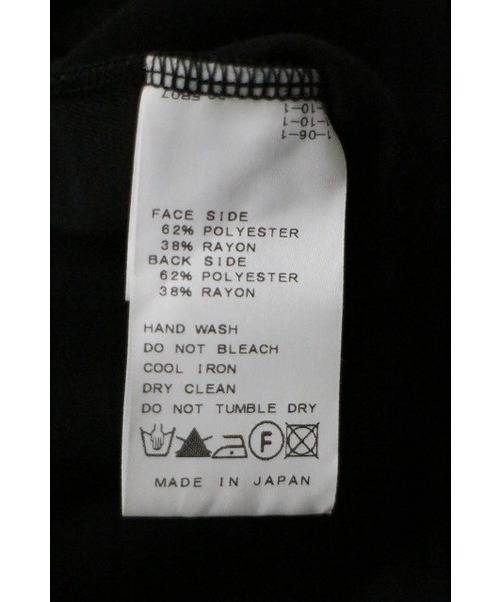 FACE SIDE
62% POLYESTER
38% RAYON
BACK SIDE
62% POLYESTER
38% RAYON
HAND WASH
DO NOT BLEACH
COOL IRON
DRY CLEAN
DO NOT TUMBLE DRY
F
MADE IN JAPAN